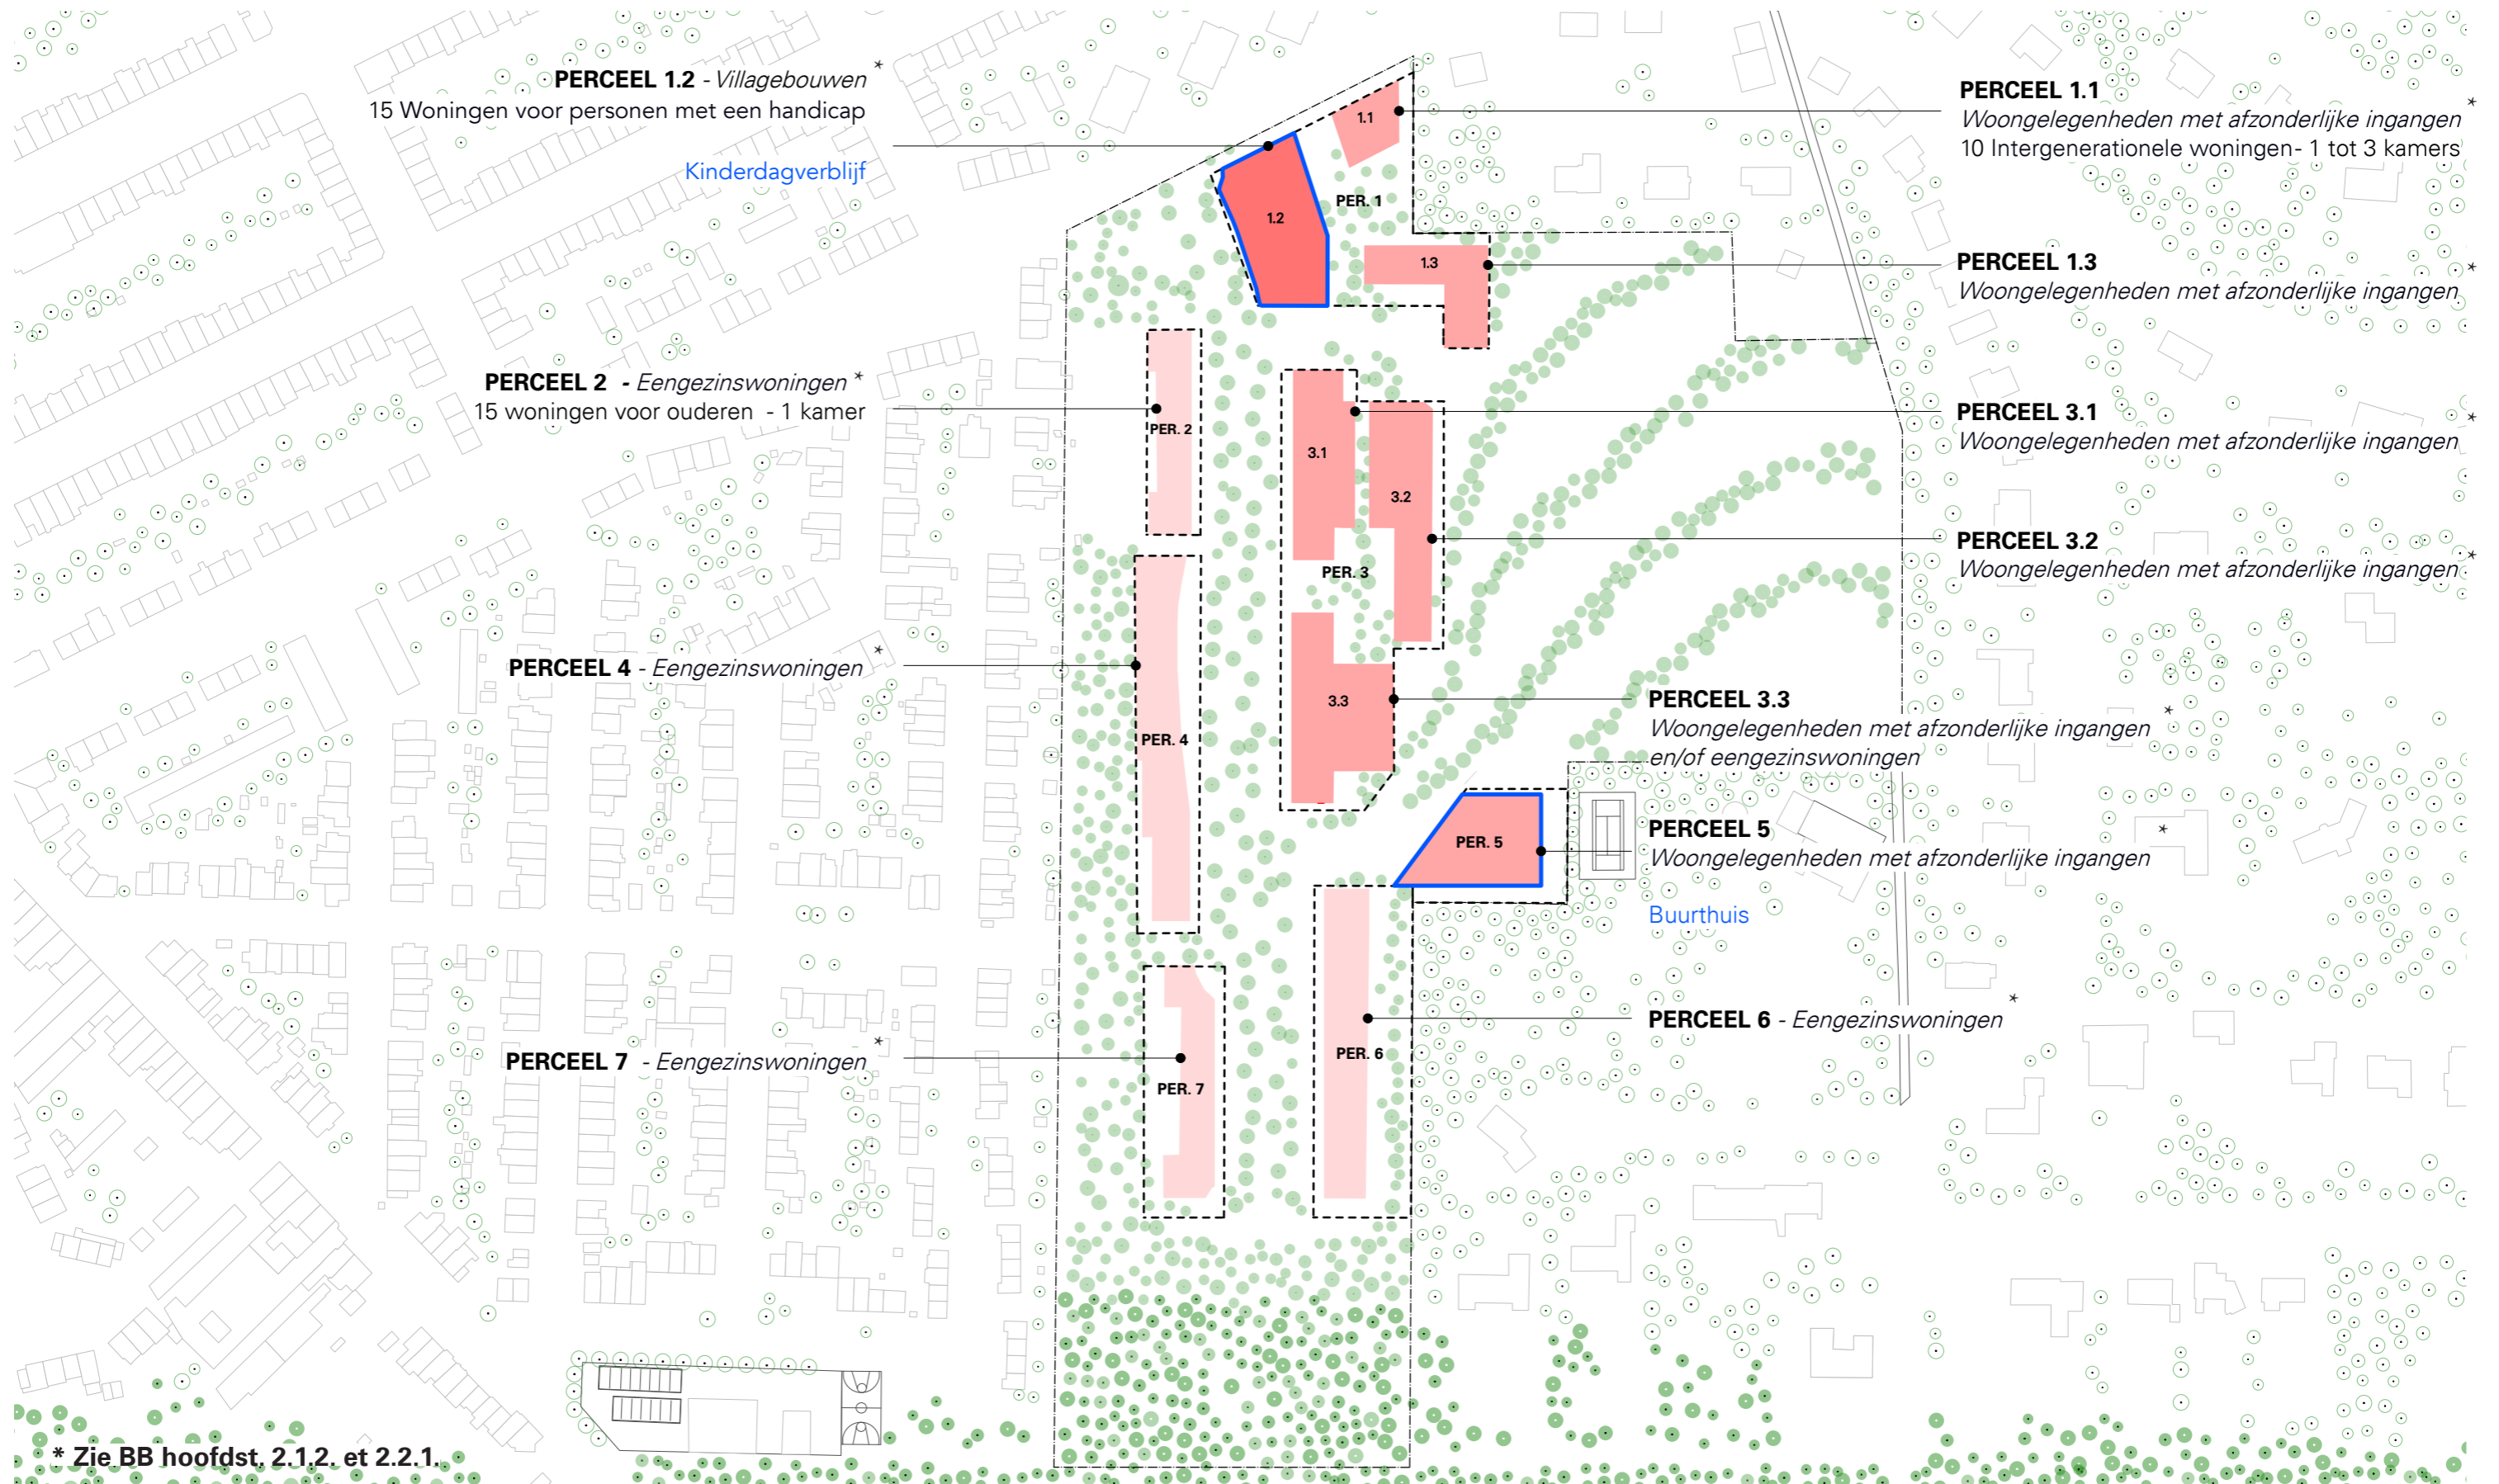 PERCEEL 1.2 - Villagebouwen *
15 Woningen voor personen met een handicap
Kinderdagverblijf
PERCEEL 1.1
Woongelegenheden met afzonderlijke ingangen *
10 Intergenerationele woningen- 1 tot 3 kamers
1.1
PER. 1
1.2
1.3
PERCEEL 1.3
Woongelegenheden met afzonderlijke ingangen *
PERCEEL 2 - Eengezinswoningen *
15 woningen voor ouderen - 1 kamer
PER. 2
3.1
3.2
PER. 3
PERCEEL 3.1
Woongelegenheden met afzonderlijke ingangen *
PERCEEL 3.2
Woongelegenheden met afzonderlijke ingangen *
PERCEEL 4 - Eengezinswoningen *
PER. 4
3.3
PERCEEL 3.3
Woongelegenheden met afzonderlijke ingangen *
en/of eengezinswoningen
PER. 5
PERCEEL 5
Woongelegenheden met afzonderlijke ingangen *
Buurthuis
PERCEEL 6 - Eengezinswoningen *
PER. 6
PERCEEL 7 - Eengezinswoningen *
PER. 7
* Zie BB hoofdst. 2.1.2. et 2.2.1.